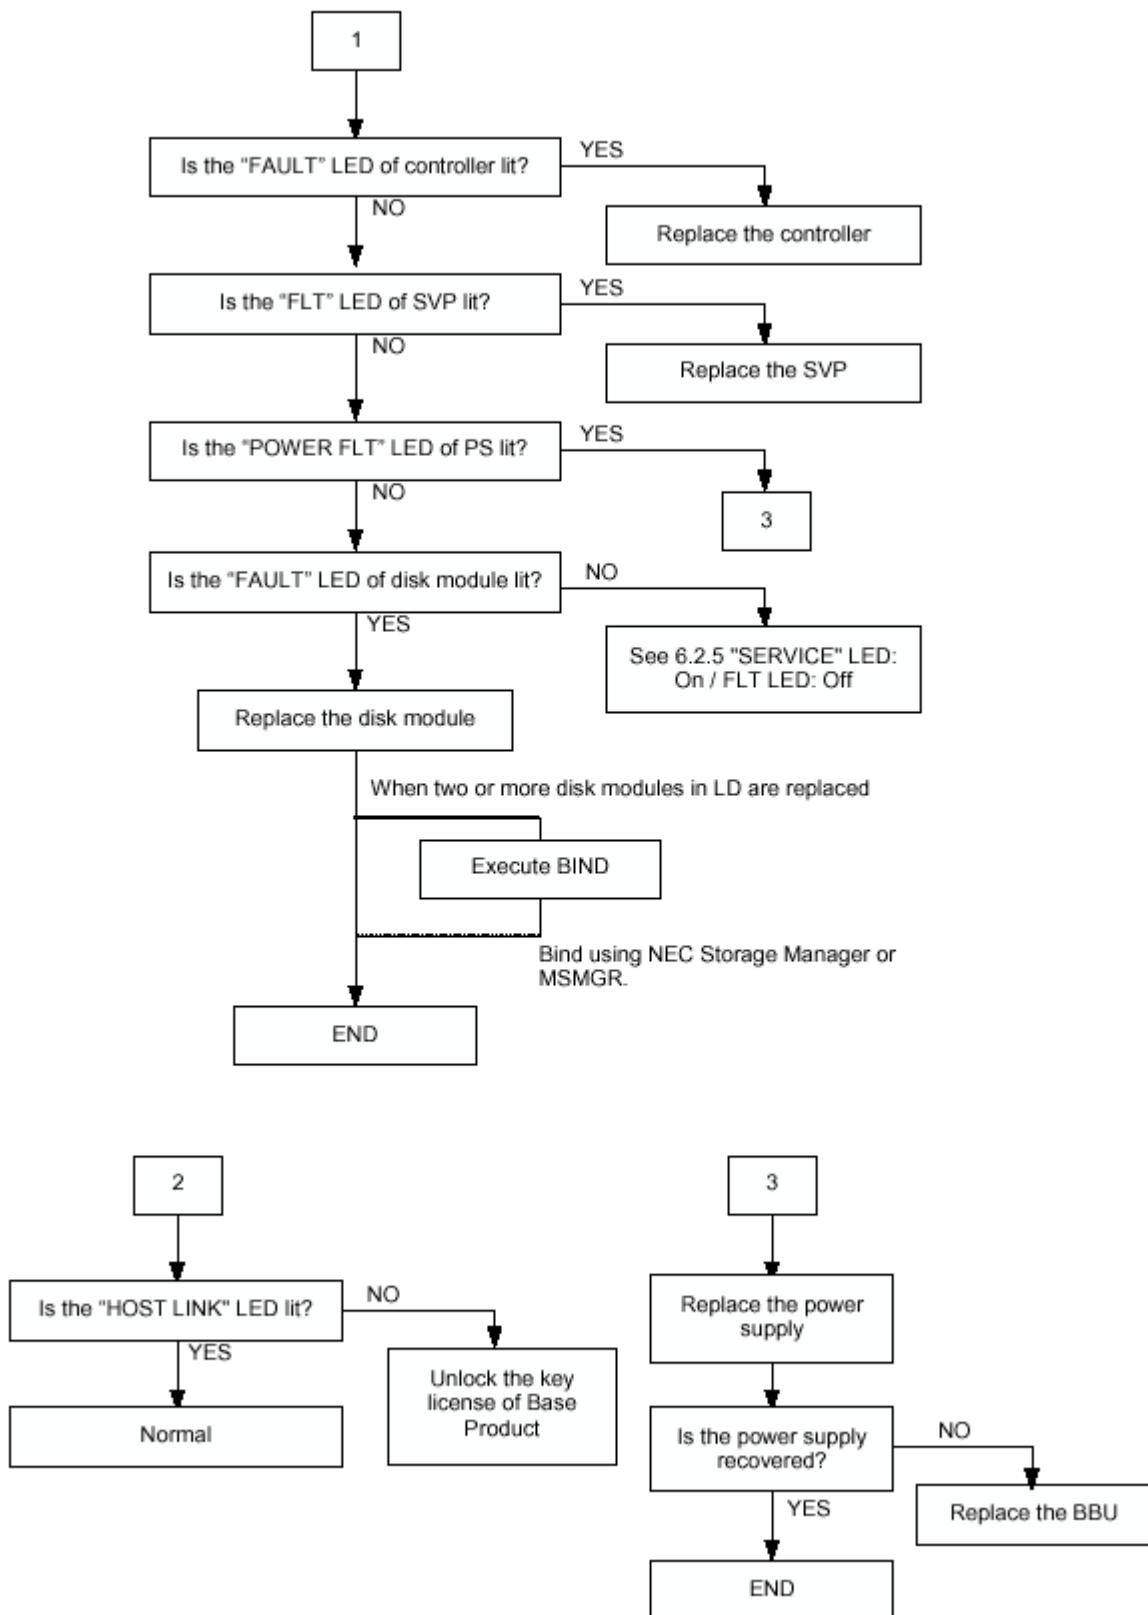 1
Is the "FAULT" LED of controller lit?
YES
NO
Replace the controller
Is the "FLT" LED of SVP lit?
YES
NO
Replace the SVP
Is the "POWER FLT" LED of PS lit?
YES
NO
3
Is the "FAULT" LED of disk module lit?
NO
YES
See 6.2.5 "SERVICE" LED:
On / FLT LED: Off
Replace the disk module
When two or more disk modules in LD are replaced
Execute BIND
Bind using NEC Storage Manager or
MSMGR.
END
2
Is the "HOST LINK" LED lit?
NO
YES
Unlock the key
license of Base
Product
Normal
3
Replace the power
supply
Is the power supply
recovered?
NO
YES
Replace the BBU
END